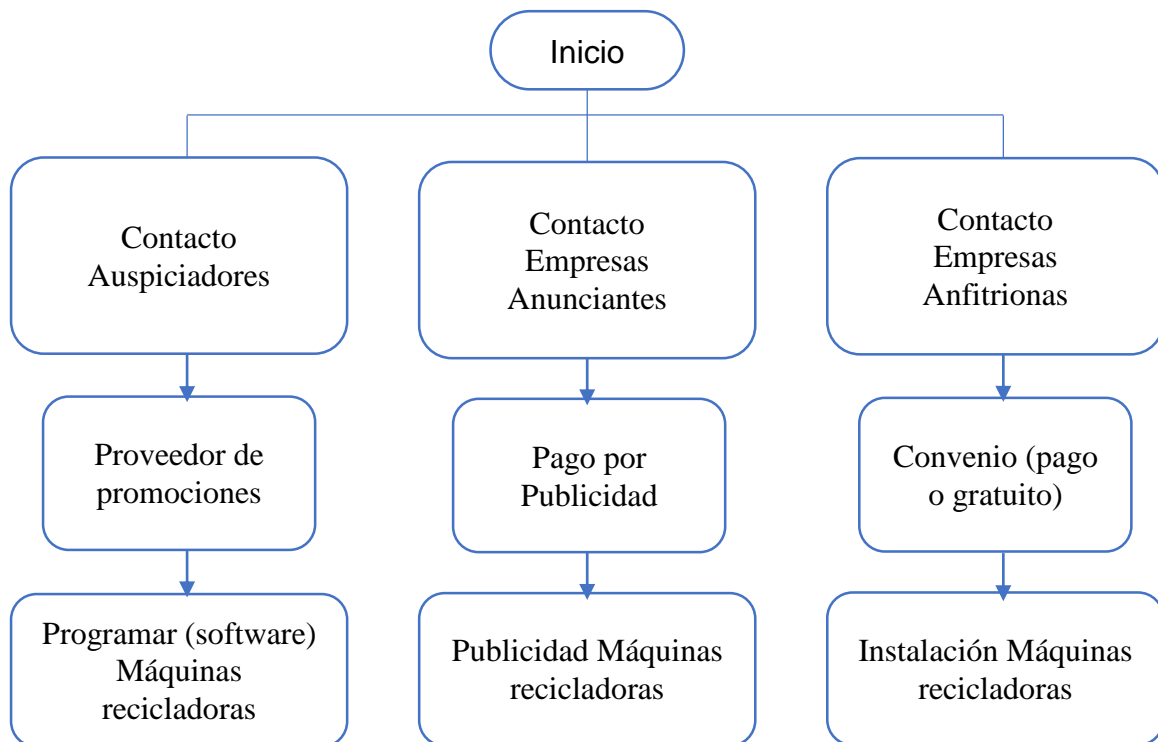 Inicio
Contacto
Auspiciadores
Contacto
Empresas
Anunciantes
Contacto
Empresas
Anfitrionas
Proveedor de
promociones
Pago por
Publicidad
Convenio (pago
o gratuito)
Programar (software)
Máquinas
recicladoras
Publicidad Máquinas
recicladoras
Instalación Máquinas
recicladoras